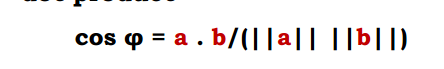 cos φ = a . b/(||a|| ||b||)